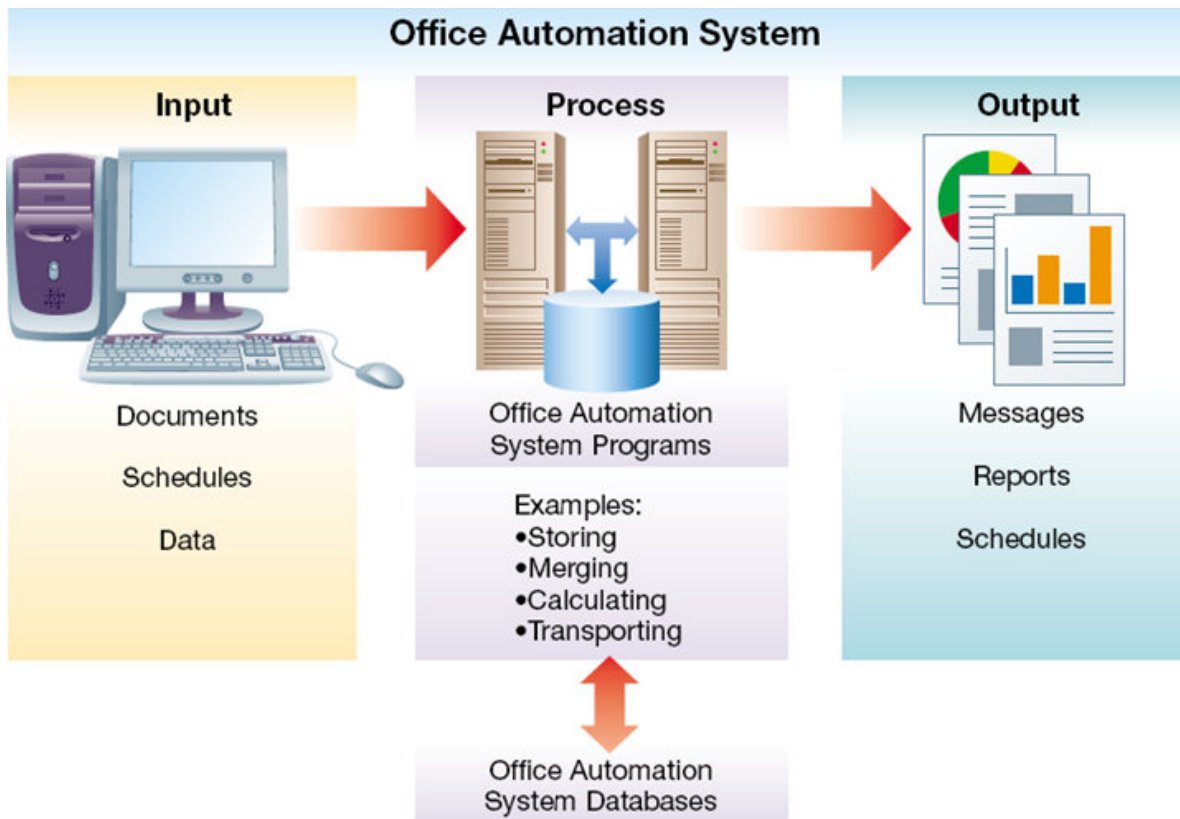 Office Automation System
Input
Documents
Schedules
Data
Process
Office Automation
System Programs
Examples:
•Storing
•Merging
•Calculating
•Transporting
Office Automation
System Databases
Output
Messages
Reports
Schedules